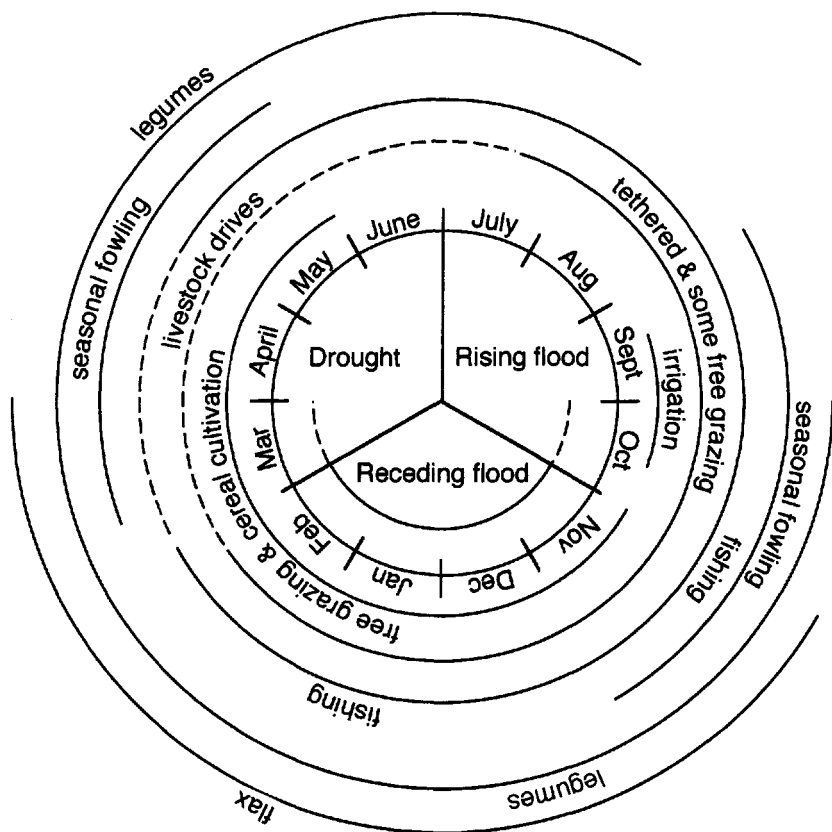 legumes
seasonal fowling
livestock drives
tethered & some free grazing
June
July
May
Aug
April
Sept
Drought
Rising flood
irrigation
free grazing & cereal cultivation
Mar
Oct
Receding flood
seasonal fowling
Feb
Nov
Jan
Dec
fishing
fishing
legumes
flax